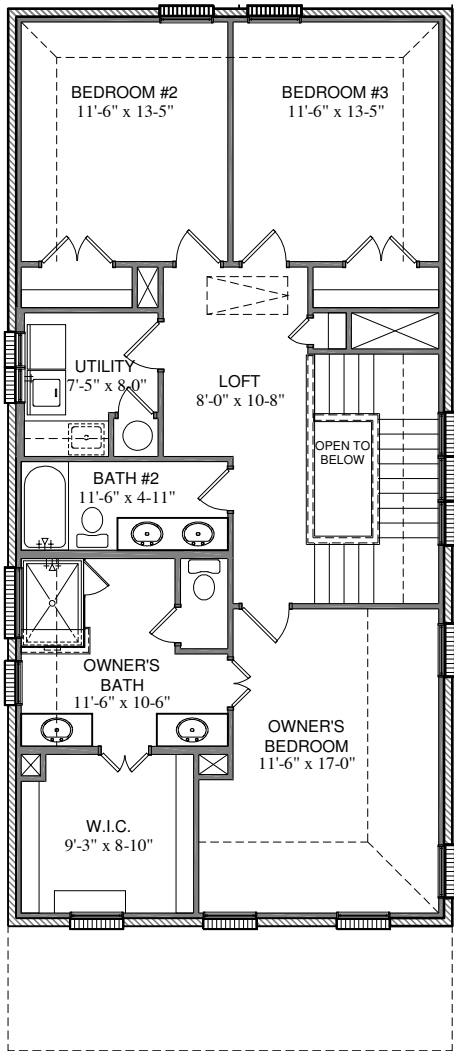 BEDROOM #2
11'-6" x 13-5"
BEDROOM #3
11'-6" x 13-5"
UTILITY
7'-5" x 8-0"
LOFT
8'-0" x 10-8"
OPEN TO
BELOW
BATH #2
11'-6" x 4-11"
OWNER'S
BATH
11'-6" x 10-6"
OWNER'S
BEDROOM
11'-6" x 17-0"
W.I.C.
9'-3" x 8-10"